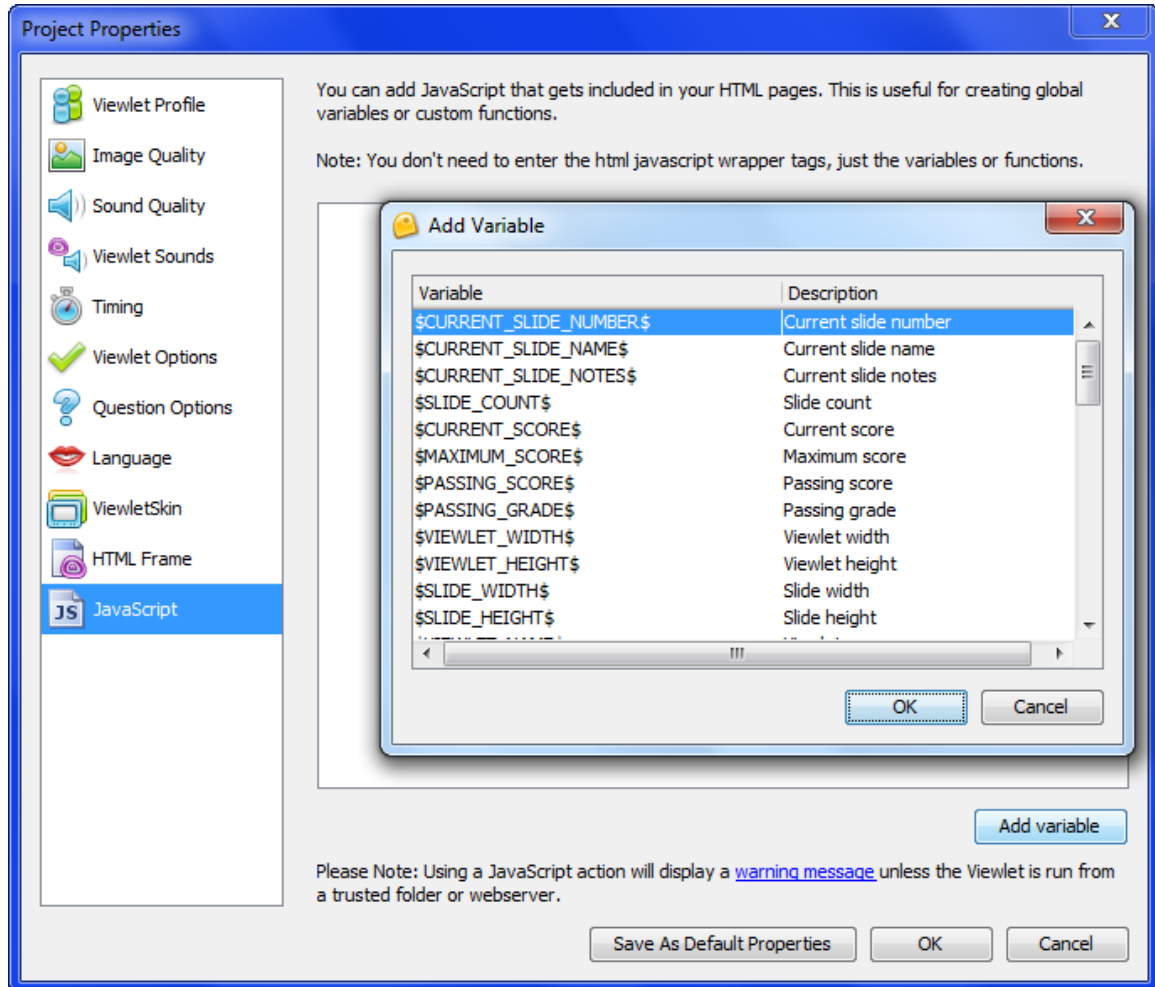 Project Properties
Viewlet Profile
Image Quality
Sound Quality
Viewlet Sounds
Timing
Viewlet Options
Question Options
Language
ViewletSkin
HTML Frame
JS JavaScript
You can add JavaScript that gets included in your HTML pages. This is useful for creating global
variables or custom functions.
Note: You don't need to enter the html javascript wrapper tags, just the variables or functions.
Add Variable
Variable Description
$CURRENT_SLIDE_NUMBER$ Current slide number
$CURRENT_SLIDE_NAME$ Current slide name
$CURRENT_SLIDE_NOTES$ Current slide notes
$SLIDE_COUNT$ Slide count
$CURRENT_SCORE$ Current score
$MAXIMUM_SCORE$ Maximum score
$PASSING_SCORE$ Passing score
$PASSING_GRADE$ Passing grade
$VIEWLET_WIDTH$ Viewlet width
$VIEWLET_HEIGHT$ Viewlet height
$SLIDE_WIDTH$ Slide width
$SLIDE_HEIGHT$ Slide height
OK Cancel
Add variable
Please Note: Using a JavaScript action will display a warning message unless the Viewlet is run from
a trusted folder or webserver.
Save As Default Properties OK Cancel